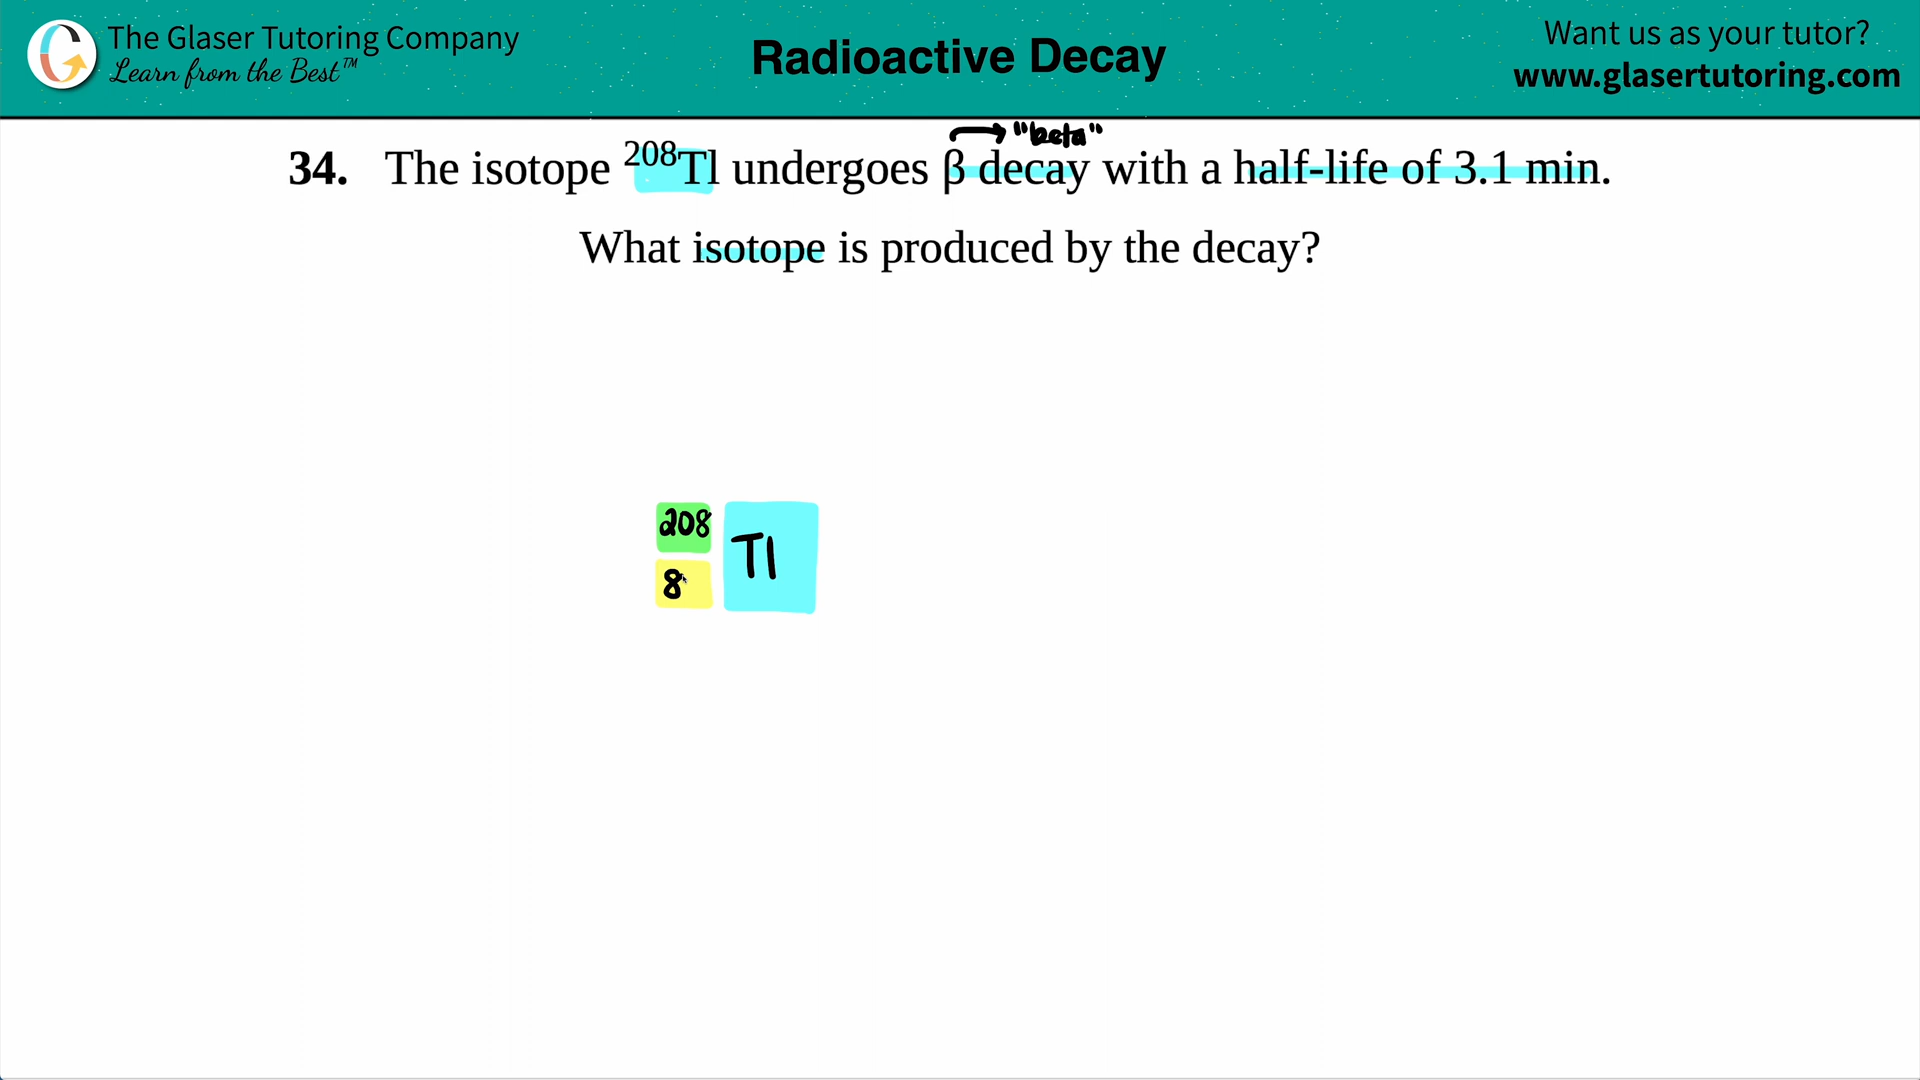 The Glaser Tutoring Company
Learn from the Best™
Radioactive Decay
Want us as your tutor?
www.glasertutoring.com
"beta"
34. The isotope ²⁰⁸Tl undergoes β decay with a half-life of 3.1 min.
What isotope is produced by the decay?
208
Tl
8